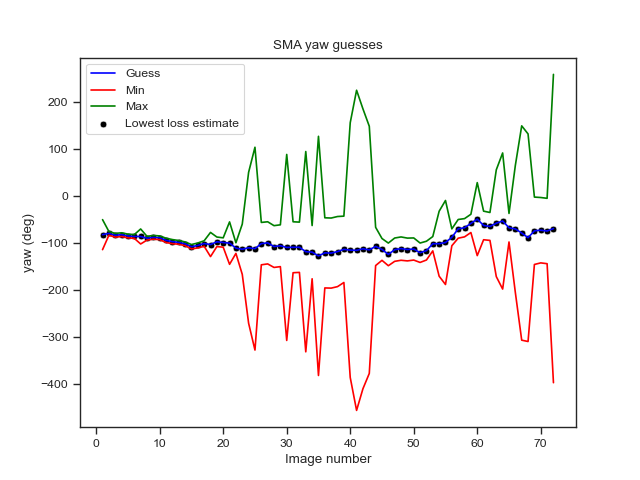 SMA yaw guesses
Guess
Min
Max
Lowest loss estimate
yaw (deg)
200
100
0
−100
−200
−300
−400
0 10 20 30 40 50 60 70
Image number